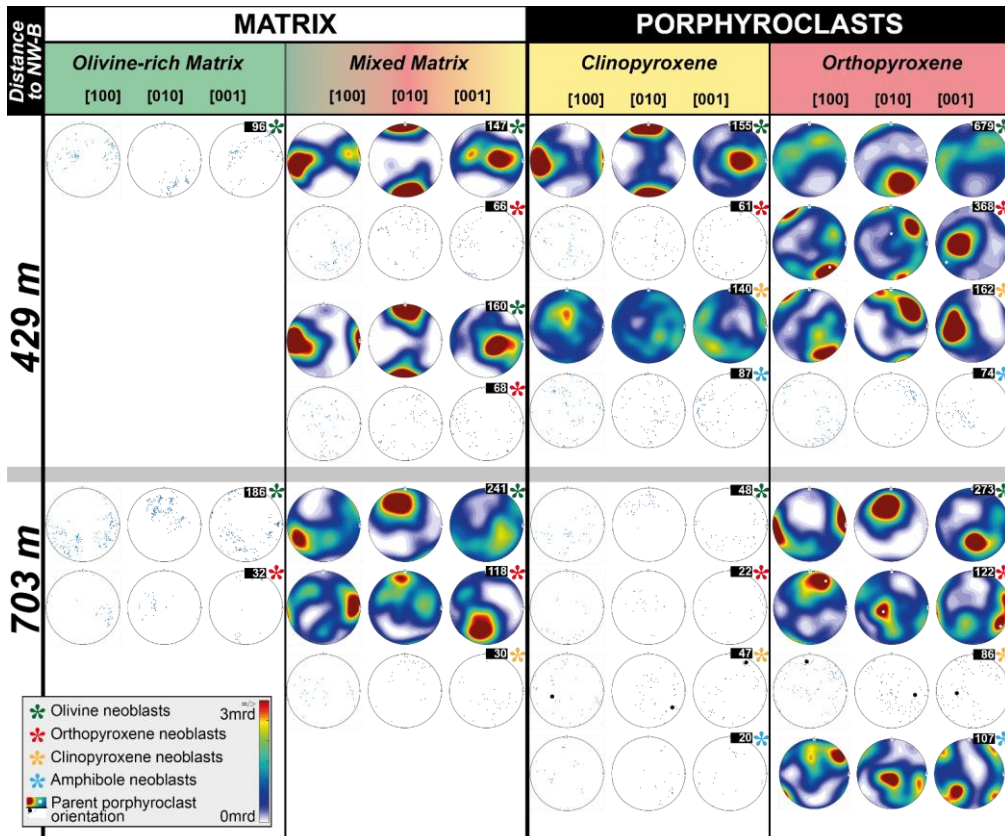 Distance to NW-B
MATRIX
PORPHYROCLASTS
Olivine-rich Matrix
Mixed Matrix
Clinopyroxene
Orthopyroxene
[100] [010] [001]
[100] [010] [001]
[100] [010] [001]
[100] [010] [001]
429 m
96 147 155 679
66 61 368
160 140 162
68 87 74
703 m
186 241 48 273
32 118 22 122
30 47 86
20 107
Olivine neoblasts
Orthopyroxene neoblasts
Clinopyroxene neoblasts
Amphibole neoblasts
Parent porphyroclast
orientation
=/>
3mrd
0mrd